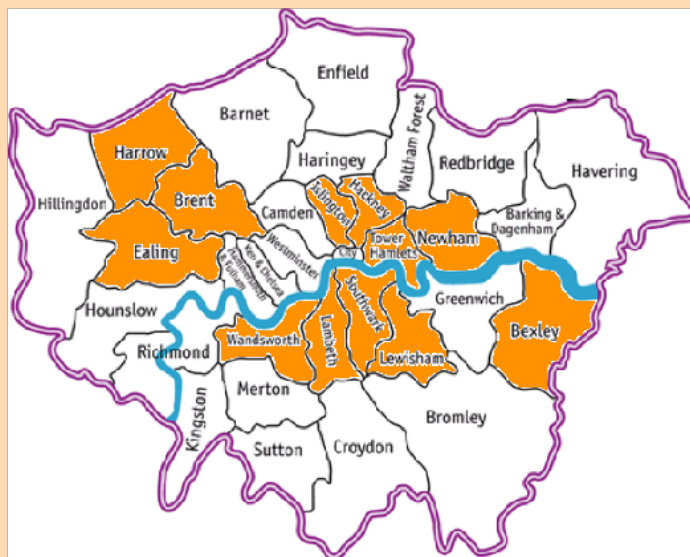 Enfield
Barnet
Harrow
Haringey
Waltham Forest
Redbridge
Havering
Hillingdon
Brent
Camden
Islington
Hackney
Barking &
Dagenham
Ealing
Ken & Chelsea
Hammersmith
& Fulham
Westminster
City
Tower
Hamlets
Newham
Hounslow
Greenwich
Richmond
Wandsworth
Lambeth
Southwark
Lewisham
Bexley
Kingston
Merton
Bromley
Sutton
Croydon